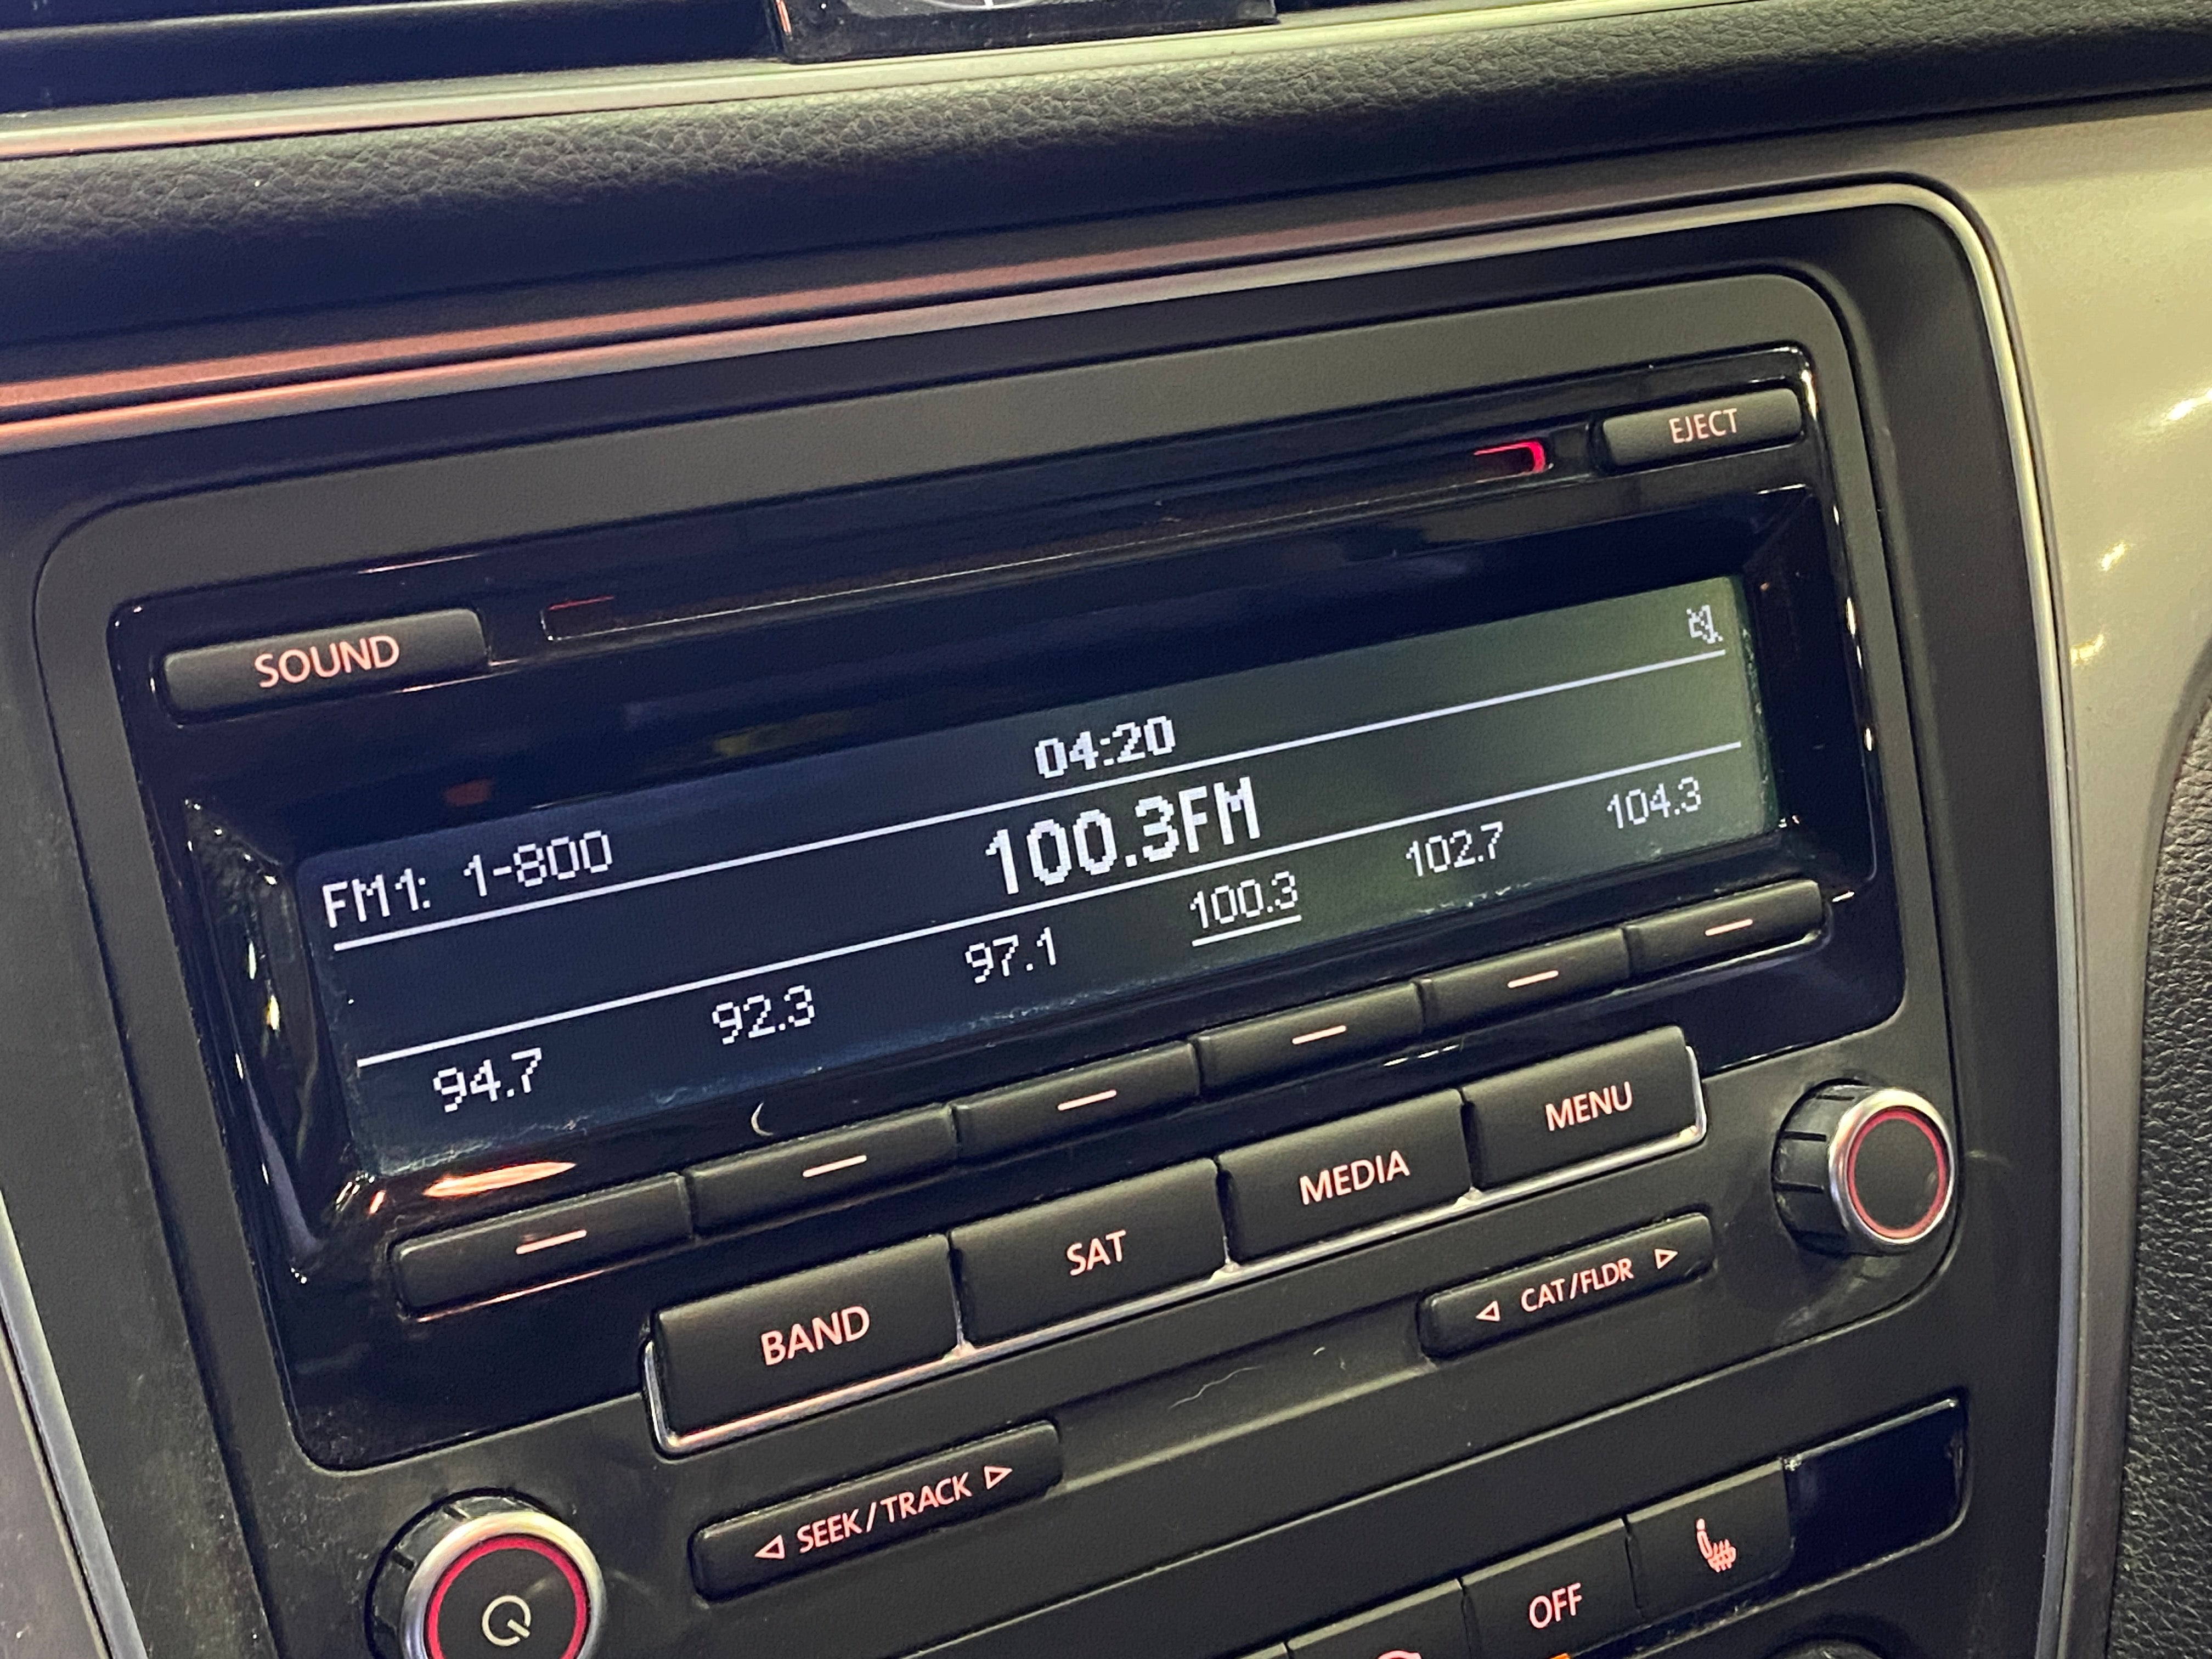 EJECT
SOUND
04:20
FM1: 1-800
100.3FM
94.7 92.3 97.1 100.3 102.7 104.3
BAND SAT MEDIA MENU
CAT/FLDR
SEEK/TRACK
OFF